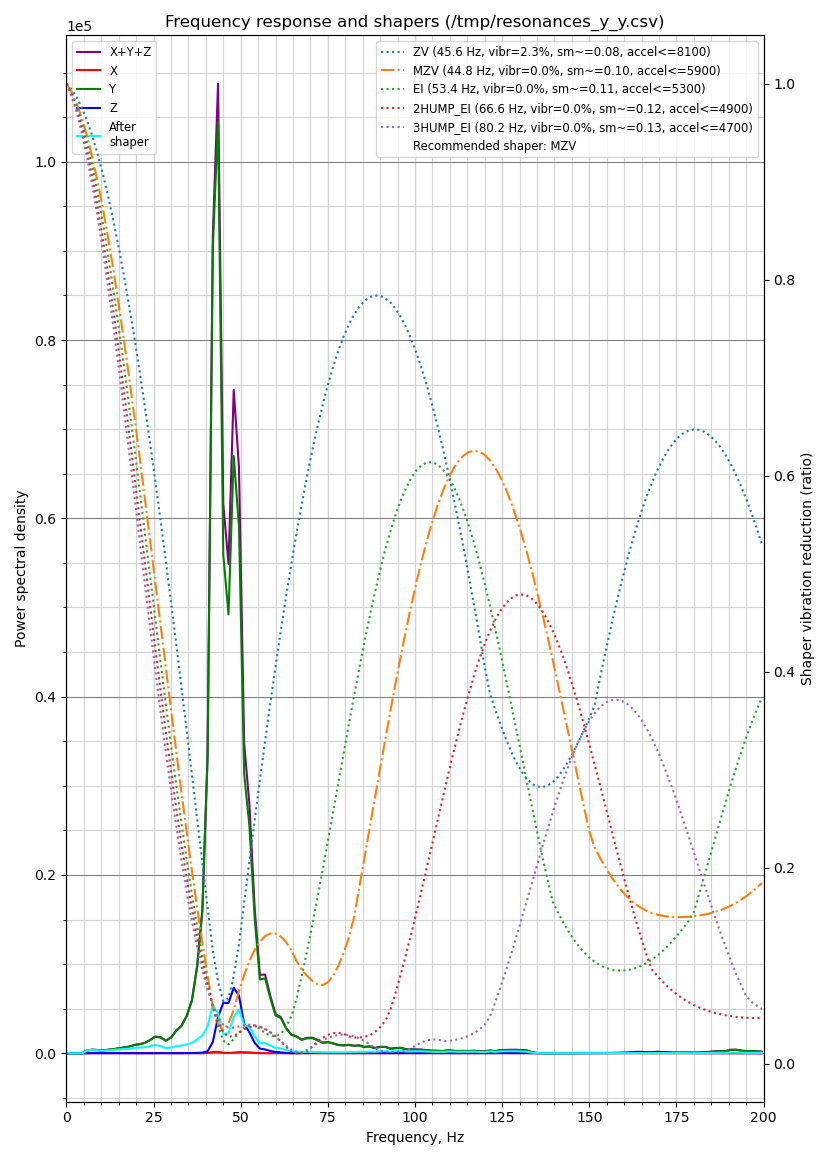 Frequency response and shapers (/tmp/resonances_y_y.csv)
1e5
X+Y+Z
X
Y
Z
After
shaper
ZV (45.6 Hz, vibr=2.3%, sm~=0.08, accel<=8100)
MZV (44.8 Hz, vibr=0.0%, sm~=0.10, accel<=5900)
EI (53.4 Hz, vibr=0.0%, sm~=0.11, accel<=5300)
2HUMP_EI (66.6 Hz, vibr=0.0%, sm~=0.12, accel<=4900)
3HUMP_EI (80.2 Hz, vibr=0.0%, sm~=0.13, accel<=4700)
Recommended shaper: MZV
Power spectral density
1.0
0.8
0.6
0.4
0.2
0.0
1.0
0.8
0.6
0.4
0.2
0.0
Shaper vibration reduction (ratio)
0 25 50 75 100 125 150 175 200
Frequency, Hz